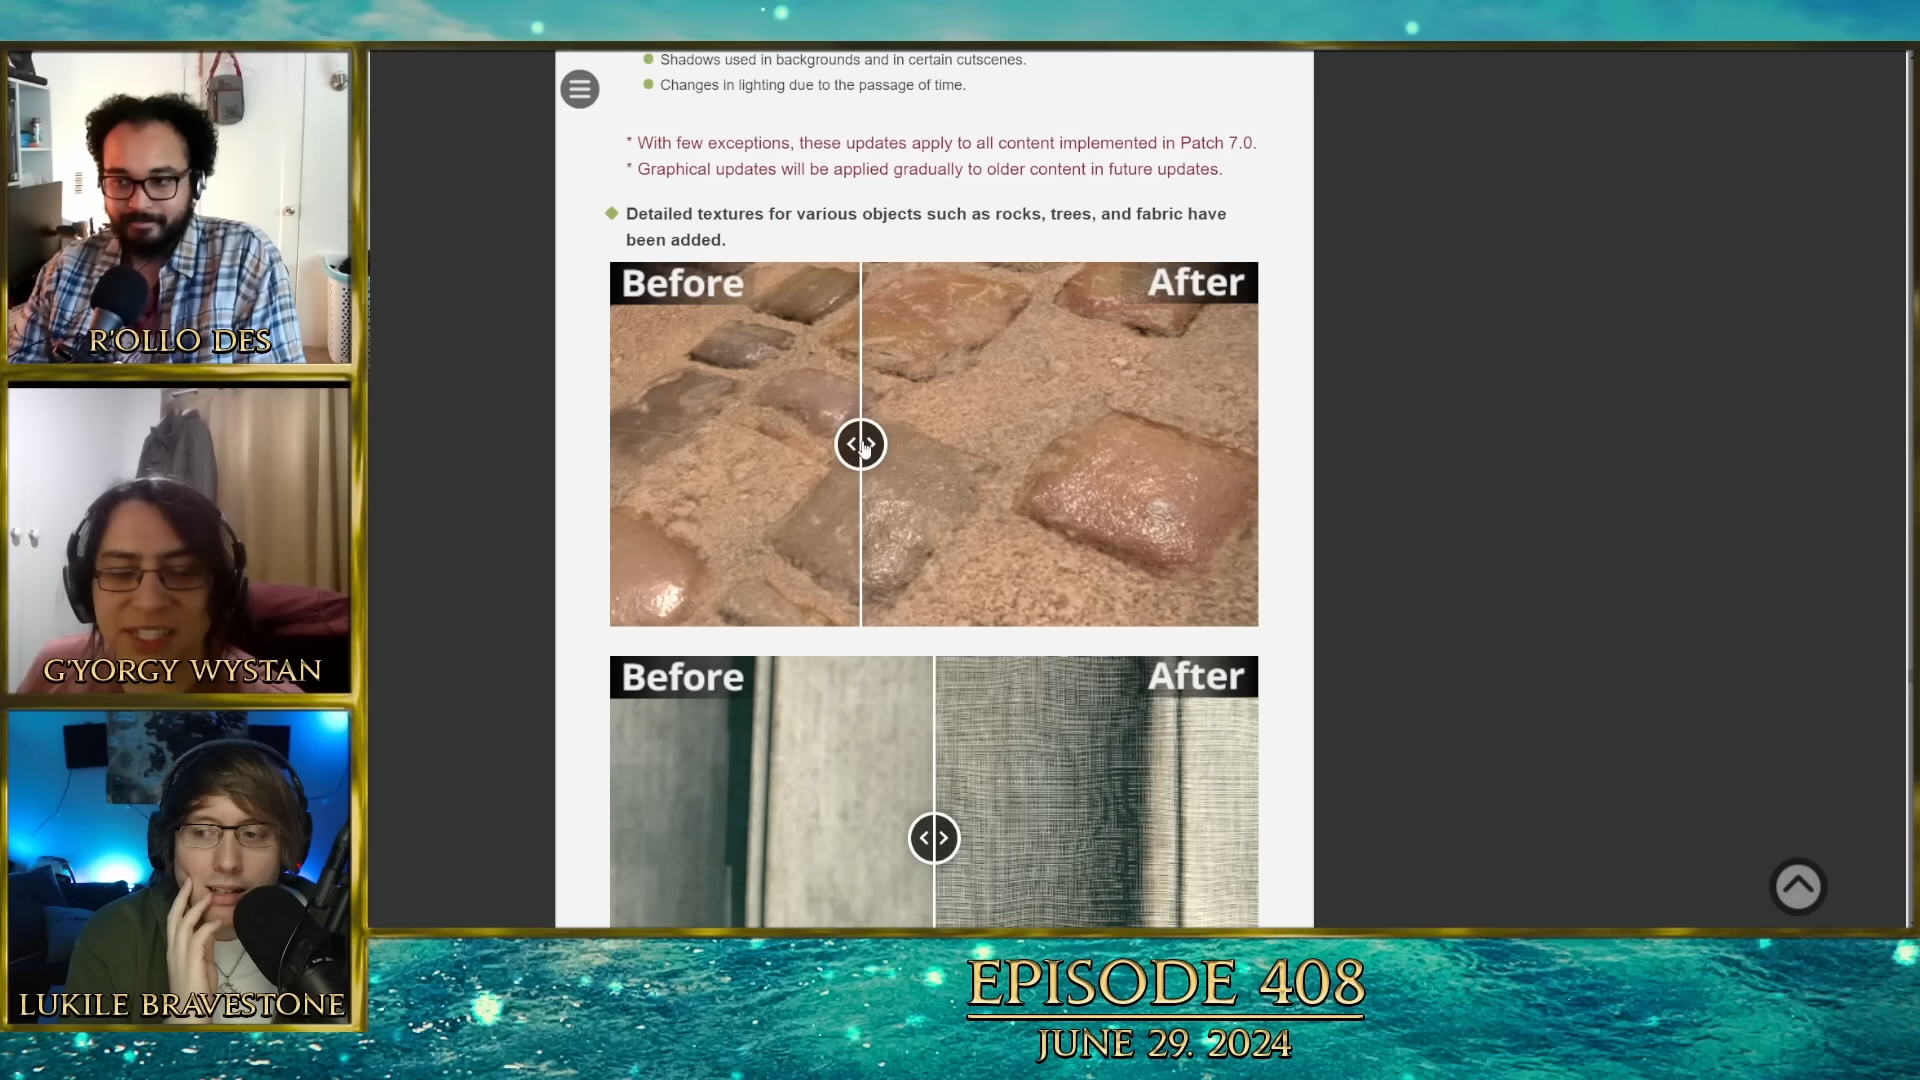 Shadows used in backgrounds and in certain cutscenes.
Changes in lighting due to the passage of time.
* With few exceptions, these updates apply to all content implemented in Patch 7.0.
* Graphical updates will be applied gradually to older content in future updates.
Detailed textures for various objects such as rocks, trees, and fabric have
been added.
Before
After
Before
After
R'OLLO DES
G'YORGY WYSTAN
LUKILE BRAVESTONE
EPISODE 408
JUNE 29. 2024